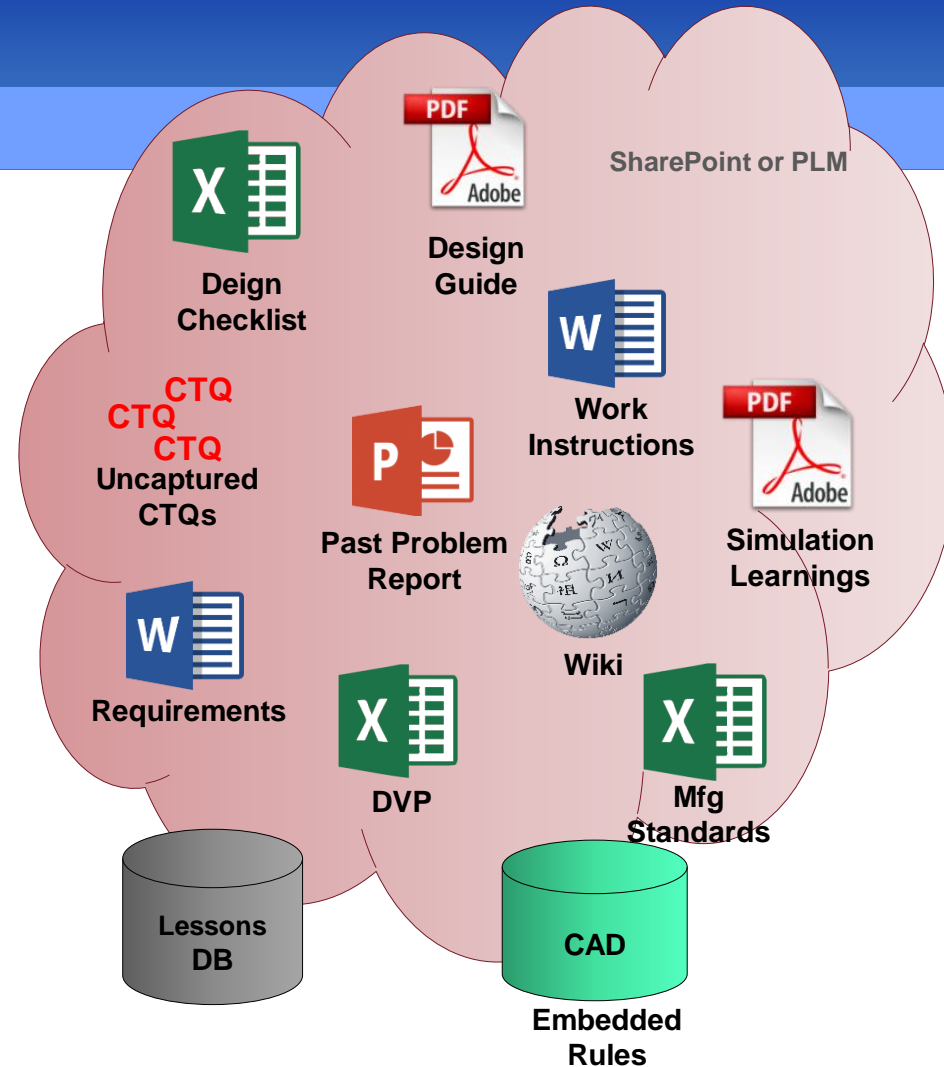 PDF
Adobe
SharePoint or PLM
X
Design
Guide
Deign
Checklist
W
Work
Instructions
PDF
Adobe
CTQ
CTQ
CTQ
Uncaptured
CTQs
P
Past Problem
Report
Simulation
Learnings
W
Ω
И
Wiki
W
Requirements
X
DVP
X
Mfg
Standards
Lessons
DB
CAD
Embedded
Rules